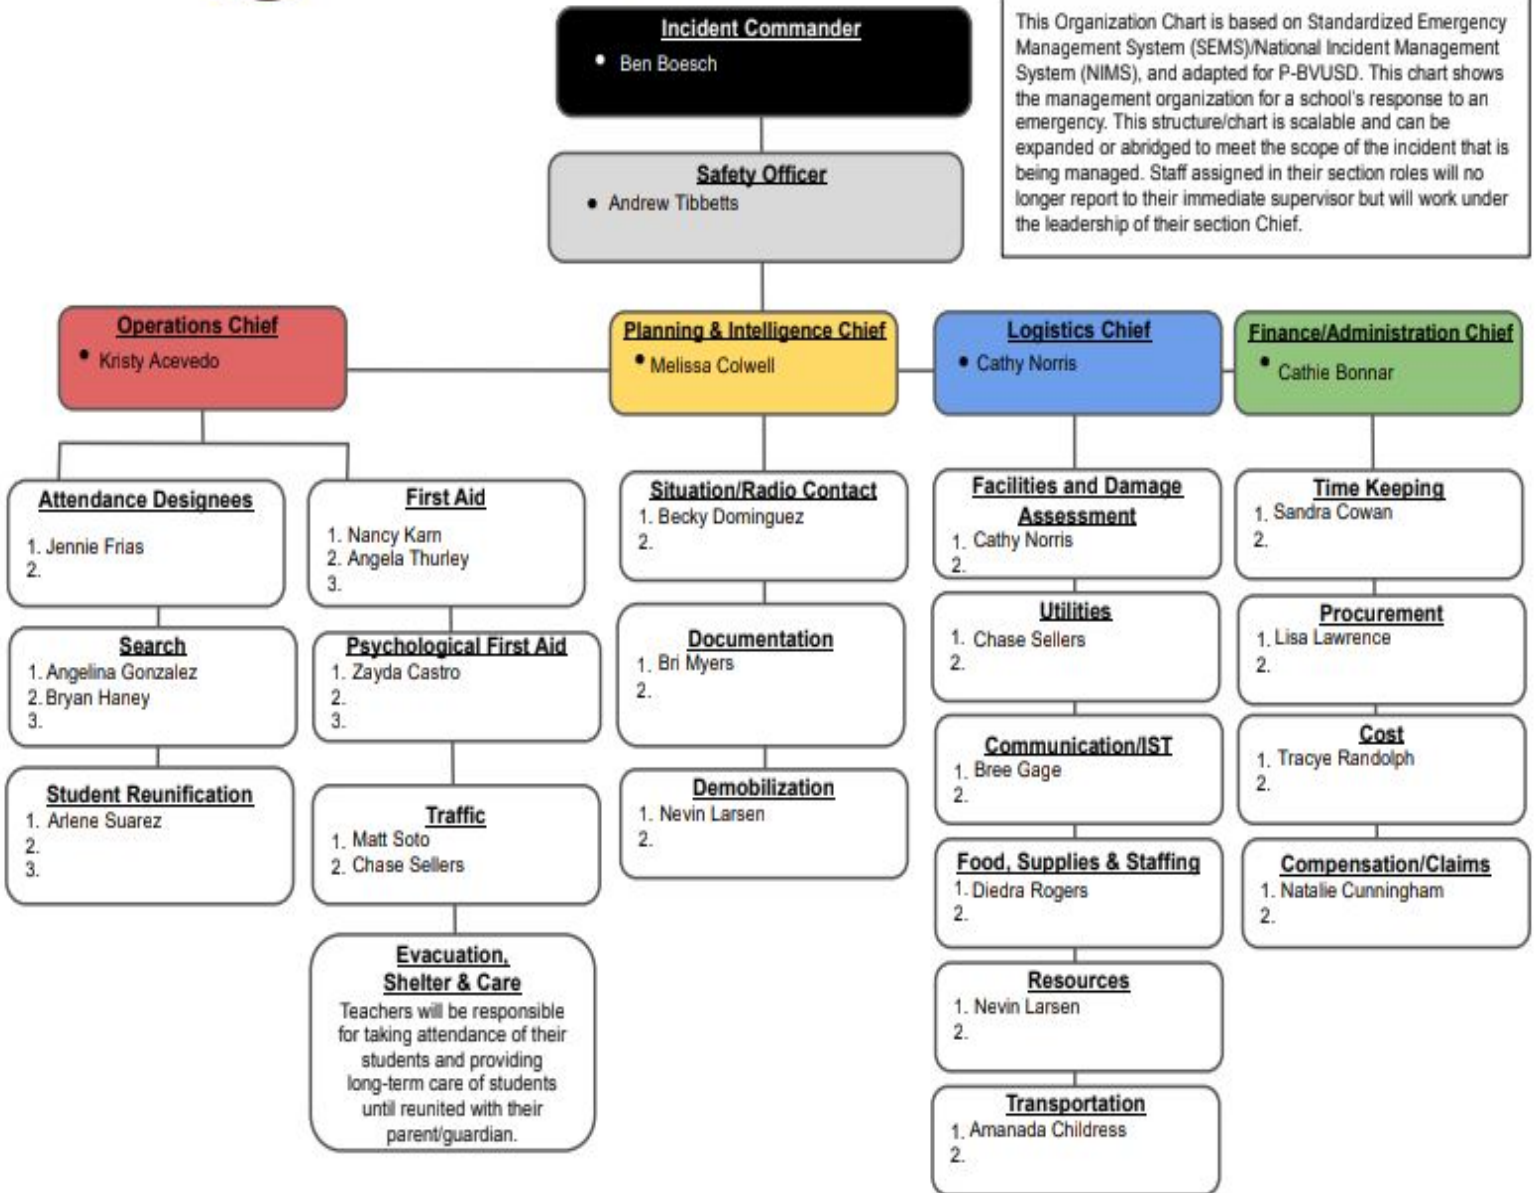 Incident Commander
• Ben Boesch
This Organization Chart is based on Standardized Emergency
Management System (SEMS)/National Incident Management
System (NIMS), and adapted for P-BVUSD. This chart shows
the management organization for a school's response to an
emergency. This structure/chart is scalable and can be
expanded or abridged to meet the scope of the incident that is
being managed. Staff assigned in their section roles will no
longer report to their immediate supervisor but will work under
the leadership of their section Chief.
Safety Officer
• Andrew Tibbetts
Operations Chief
• Kristy Acevedo
Planning & Intelligence Chief
• Melissa Colwell
Logistics Chief
• Cathy Norris
Finance/Administration Chief
• Cathie Bonnar
Attendance Designees
1. Jennie Frias
2.
Search
1. Angelina Gonzalez
2. Bryan Haney
3.
Student Reunification
1. Arlene Suarez
2.
3.
First Aid
1. Nancy Karn
2. Angela Thurley
3.
Psychological First Aid
1. Zayda Castro
2.
3.
Traffic
1. Matt Soto
2. Chase Sellers
Evacuation,
Shelter & Care
Teachers will be responsible
for taking attendance of their
students and providing
long-term care of students
until reunited with their
parent/guardian.
Situation/Radio Contact
1. Becky Dominguez
2.
Documentation
1. Bri Myers
2.
Demobilization
1. Nevin Larsen
2.
Facilities and Damage
Assessment
1. Cathy Norris
2.
Utilities
1. Chase Sellers
2.
Communication/IST
1. Bree Gage
2.
Food, Supplies & Staffing
1. Diedra Rogers
2.
Resources
1. Nevin Larsen
2.
Transportation
1. Amanada Childress
2.
Time Keeping
1. Sandra Cowan
2.
Procurement
1. Lisa Lawrence
2.
Cost
1. Tracye Randolph
2.
Compensation/Claims
1. Natalie Cunningham
2.